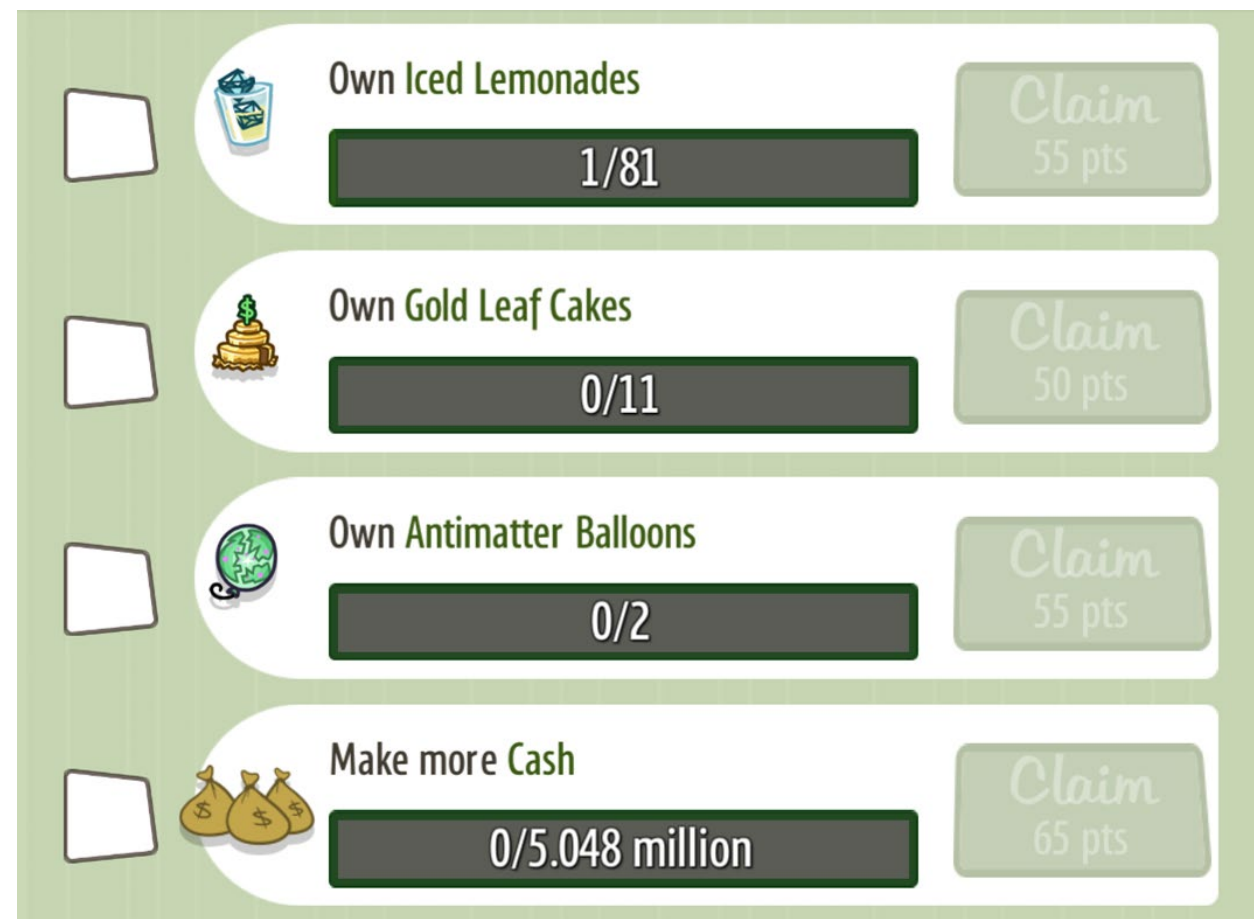 Own Iced Lemonades
1/81
Claim
55 pts
Own Gold Leaf Cakes
0/11
Claim
50 pts
Own Antimatter Balloons
0/2
Claim
55 pts
Make more Cash
0/5.048 million
Claim
65 pts